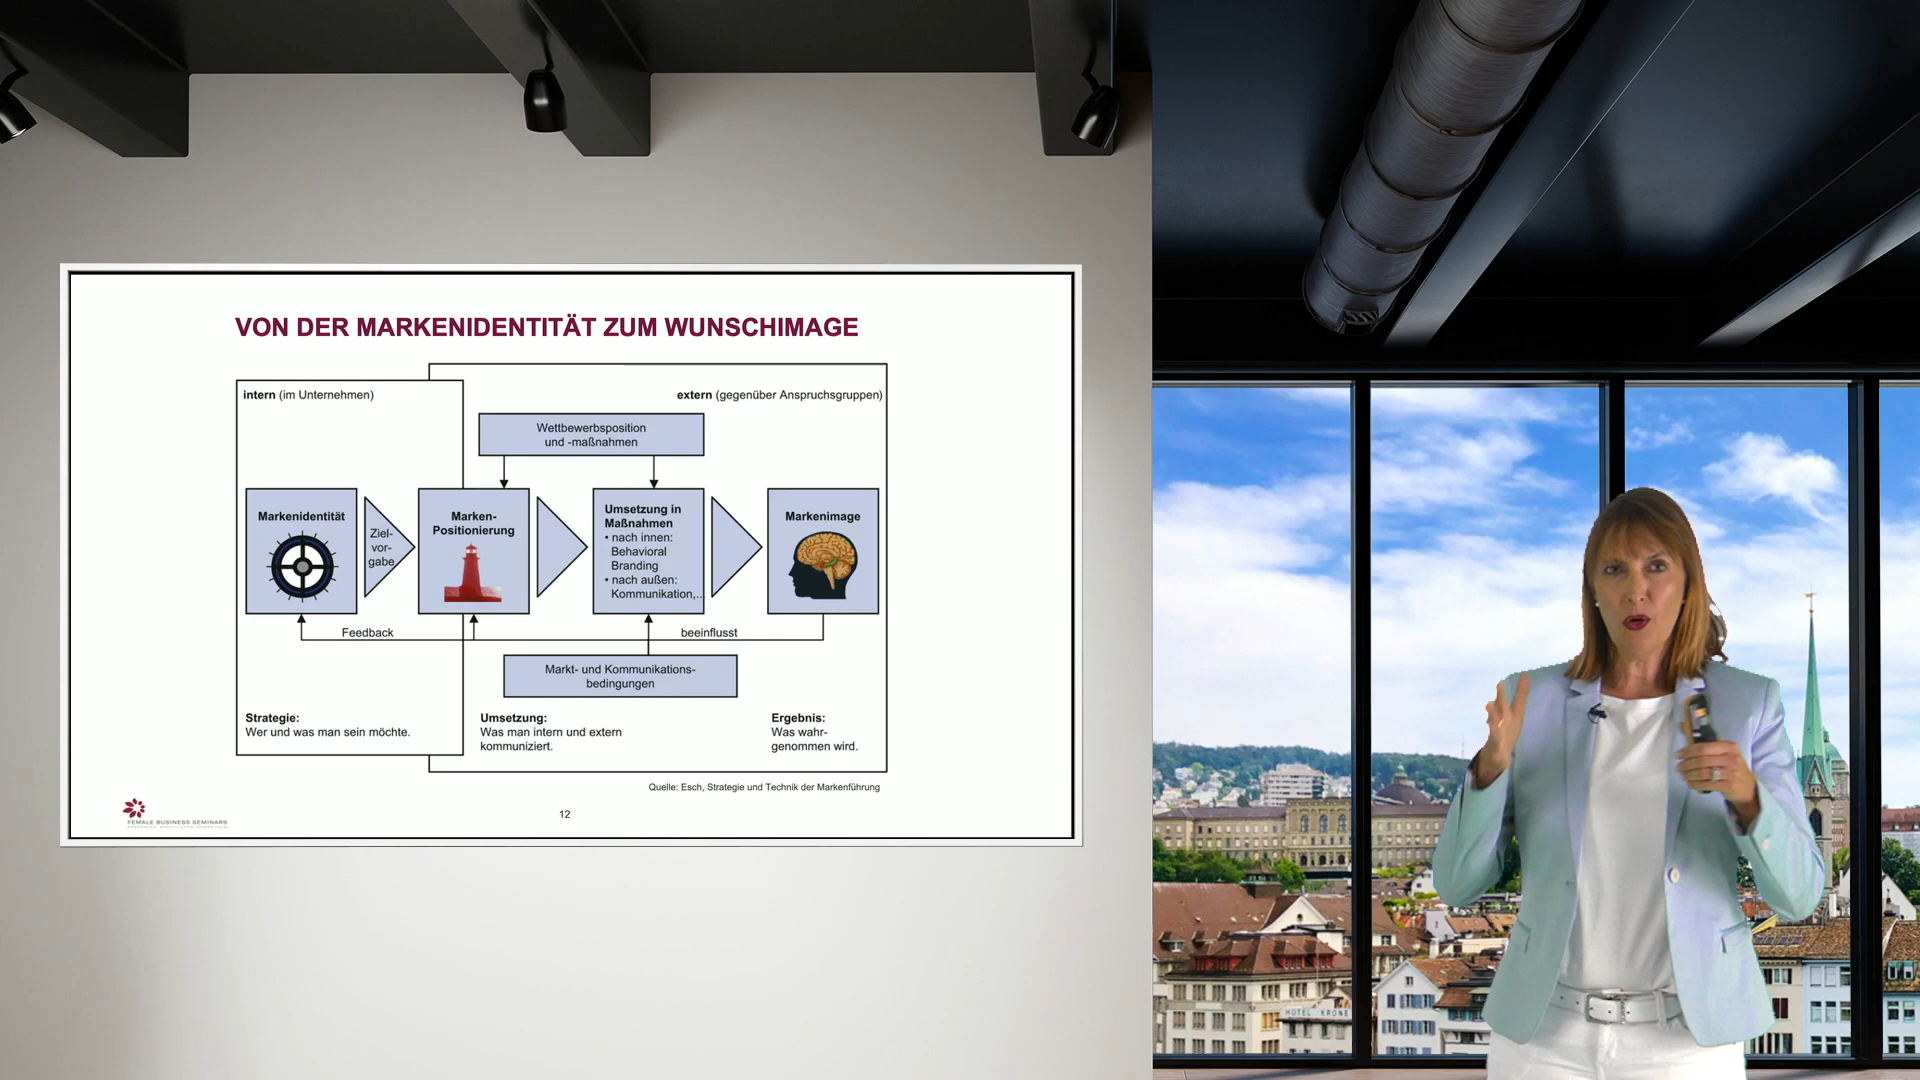 VON DER MARKENIDENTITÄT ZUM WUNSCHIMAGE
intern (im Unternehmen)
extern (gegenüber Anspruchsgruppen)
Wettbewerbsposition
und -maßnahmen
Markenidentität
Ziel-
vor-
gabe
Marken-
Positionierung
Umsetzung in
Maßnahmen
• nach innen:
Behavioral
Branding
• nach außen:
Kommunikation,..
Markenimage
Feedback
beeinflusst
Markt- und Kommunikations-
bedingungen
Strategie:
Wer und was man sein möchte.
Umsetzung:
Was man intern und extern
kommuniziert.
Ergebnis:
Was wahr-
genommen wird.
Quelle: Esch, Strategie und Technik der Markenführung
FEMALE BUSINESS SEMINARS
12
HOTEL KRONE